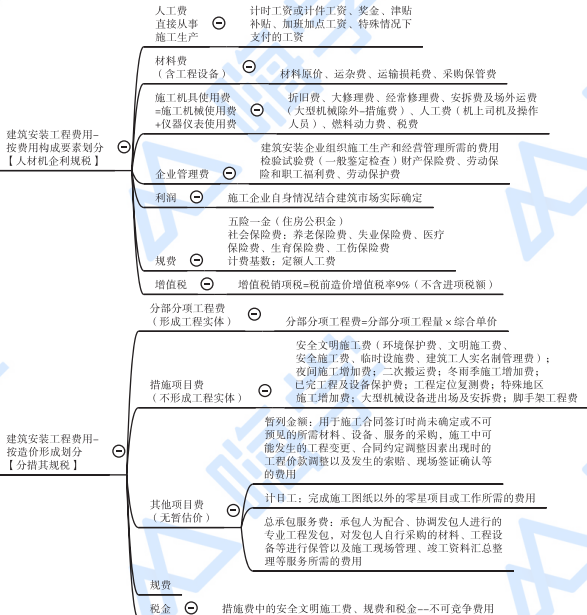 建筑安装工程费用-
按费用构成要素划分
【人材机企利规税】
人工费
直接从事
施工生产
计时工资或计件工资、奖金、津贴
补贴、加班加点工资、特殊情况下
支付的工资
材料费
(含工程设备)
材料原价、运杂费、运输损耗费、采购保管费
施工机具使用费
=施工机械使用费
+仪器仪表使用费
折旧费、大修理费、经常修理费、安拆费及场外运费
(大型机械除外-措施费)、人工费(机上司机及操作
人员)、燃料动力费、税费
企业管理费
建筑安装企业组织施工生产和经营管理所需的费用
检验试验费(一般鉴定检查)财产保险费、劳动保
险和职工福利费、劳动保护费
利润
施工企业自身情况结合建筑市场实际确定
规费
五险一金(住房公积金)
社会保险费:养老保险费、失业保险费、医疗
保险费、生育保险费、工伤保险费
计费基数:定额人工费
增值税
增值税销项税=税前造价增值税率9%(不含进项税额)
建筑安装工程费用-
按造价形成划分
【分措其规税】
分部分项工程费
(形成工程实体)
分部分项工程费=分部分项工程量×综合单价
措施项目费
(不形成工程实体)
安全文明施工费(环境保护费、文明施工费、
安全施工费、临时设施费、建筑工人实名制管理费);
夜间施工增加费;二次搬运费;冬雨季施工增加费;
已完工程及设备保护费;工程定位复测费;特殊地区
施工增加费;大型机械设备进出场及安拆费;脚手架工程费
其他项目费
(无暂估价)
暂列金额:用于施工合同签订时尚未确定或不可
预见的所需材料、设备、服务的采购,施工中可
能发生的工程变更、合同约定调整因素出现时的
工程价款调整以及发生的索赔、现场签证确认等
的费用
计日工:完成施工图纸以外的零星项目或工作所需的费用
总承包服务费:承包人为配合、协调发包人进行的
专业工程发包,对发包人自行采购的材料、工程设
备等进行保管以及施工现场管理、竣工资料汇总整
理等服务所需的费用
规费
税金
措施费中的安全文明施工费、规费和税金--不可竞争费用